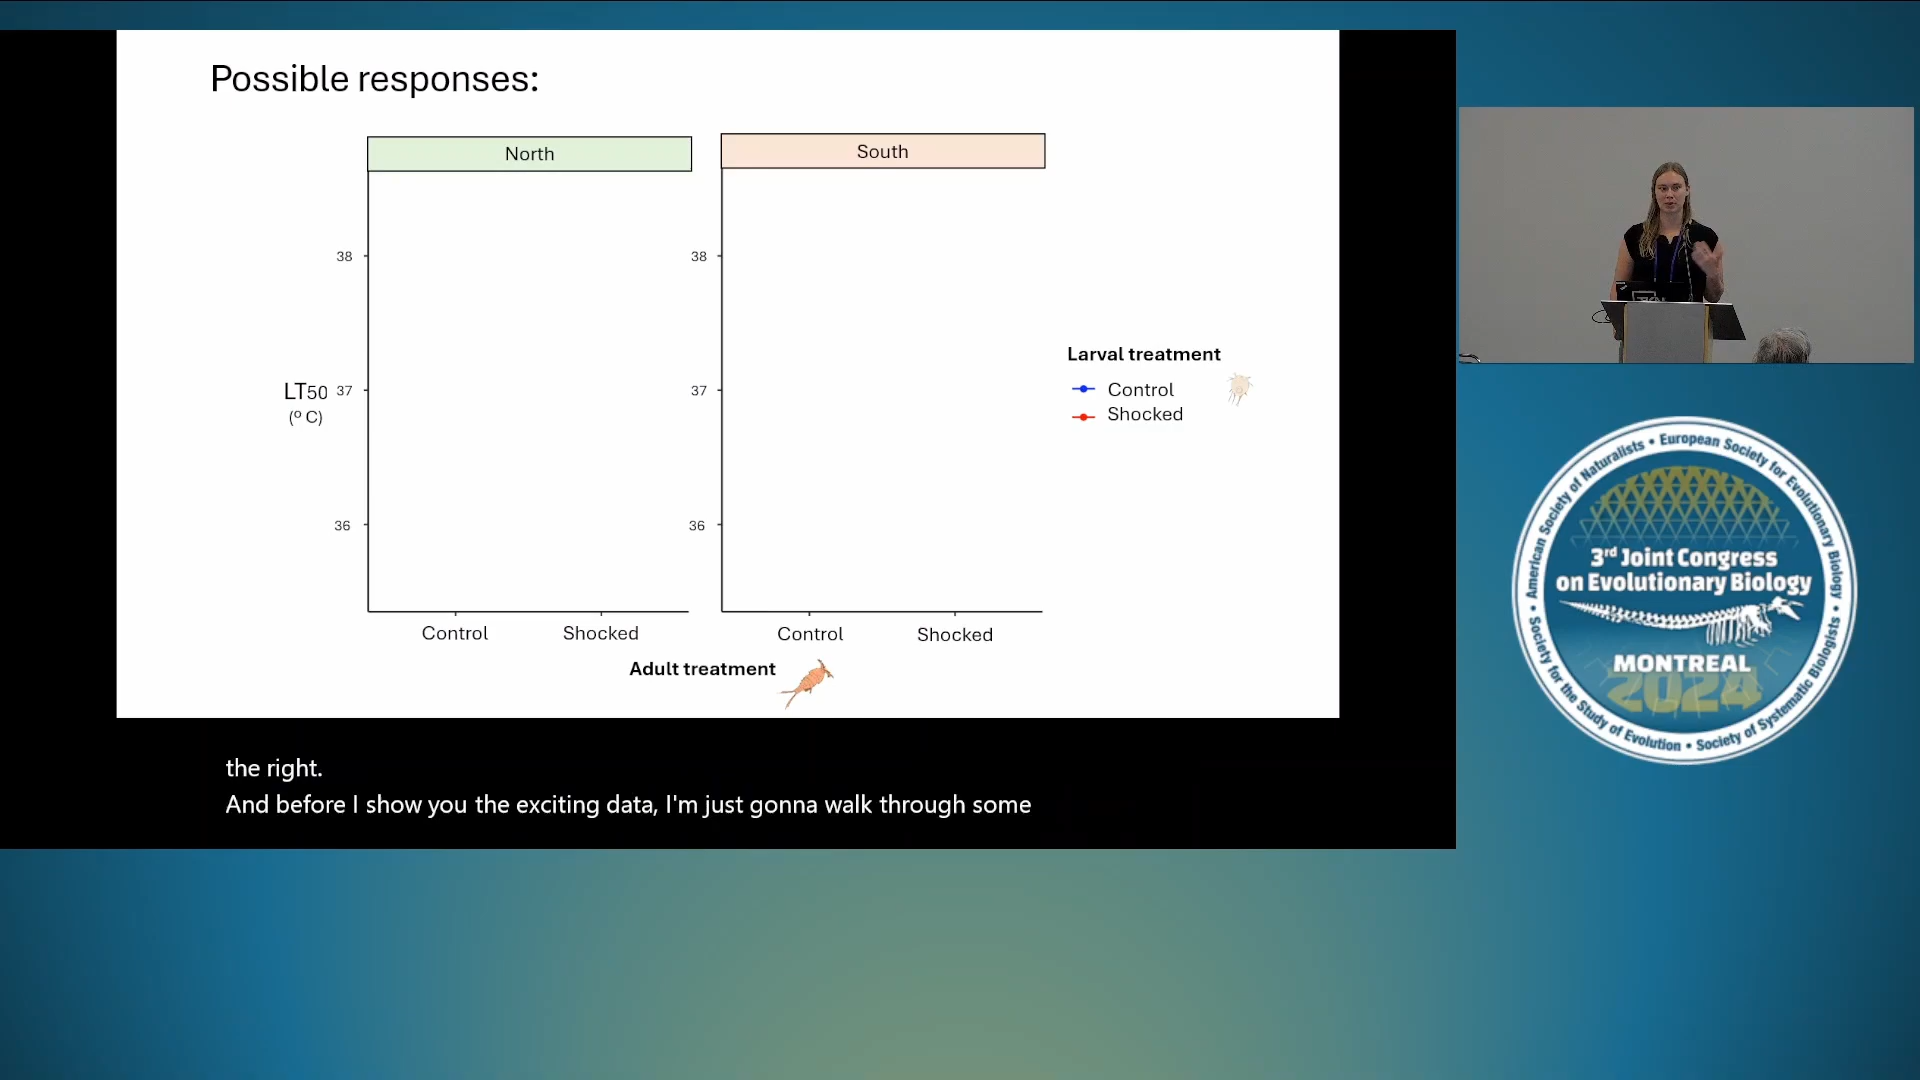 Possible responses:
North
South
38
38
LT50
37
37
(º C)
36
36
Control
Shocked
Control
Shocked
Adult treatment
Larval treatment
Control
Shocked
the right.
And before I show you the exciting data, I'm just gonna walk through some
American Society of Naturalists • European Society for Evolutionary Biology •
Society for the Study of Evolution • Society of Systematic Biologists •
3rd Joint Congress
on Evolutionary Biology
MONTREAL
2024